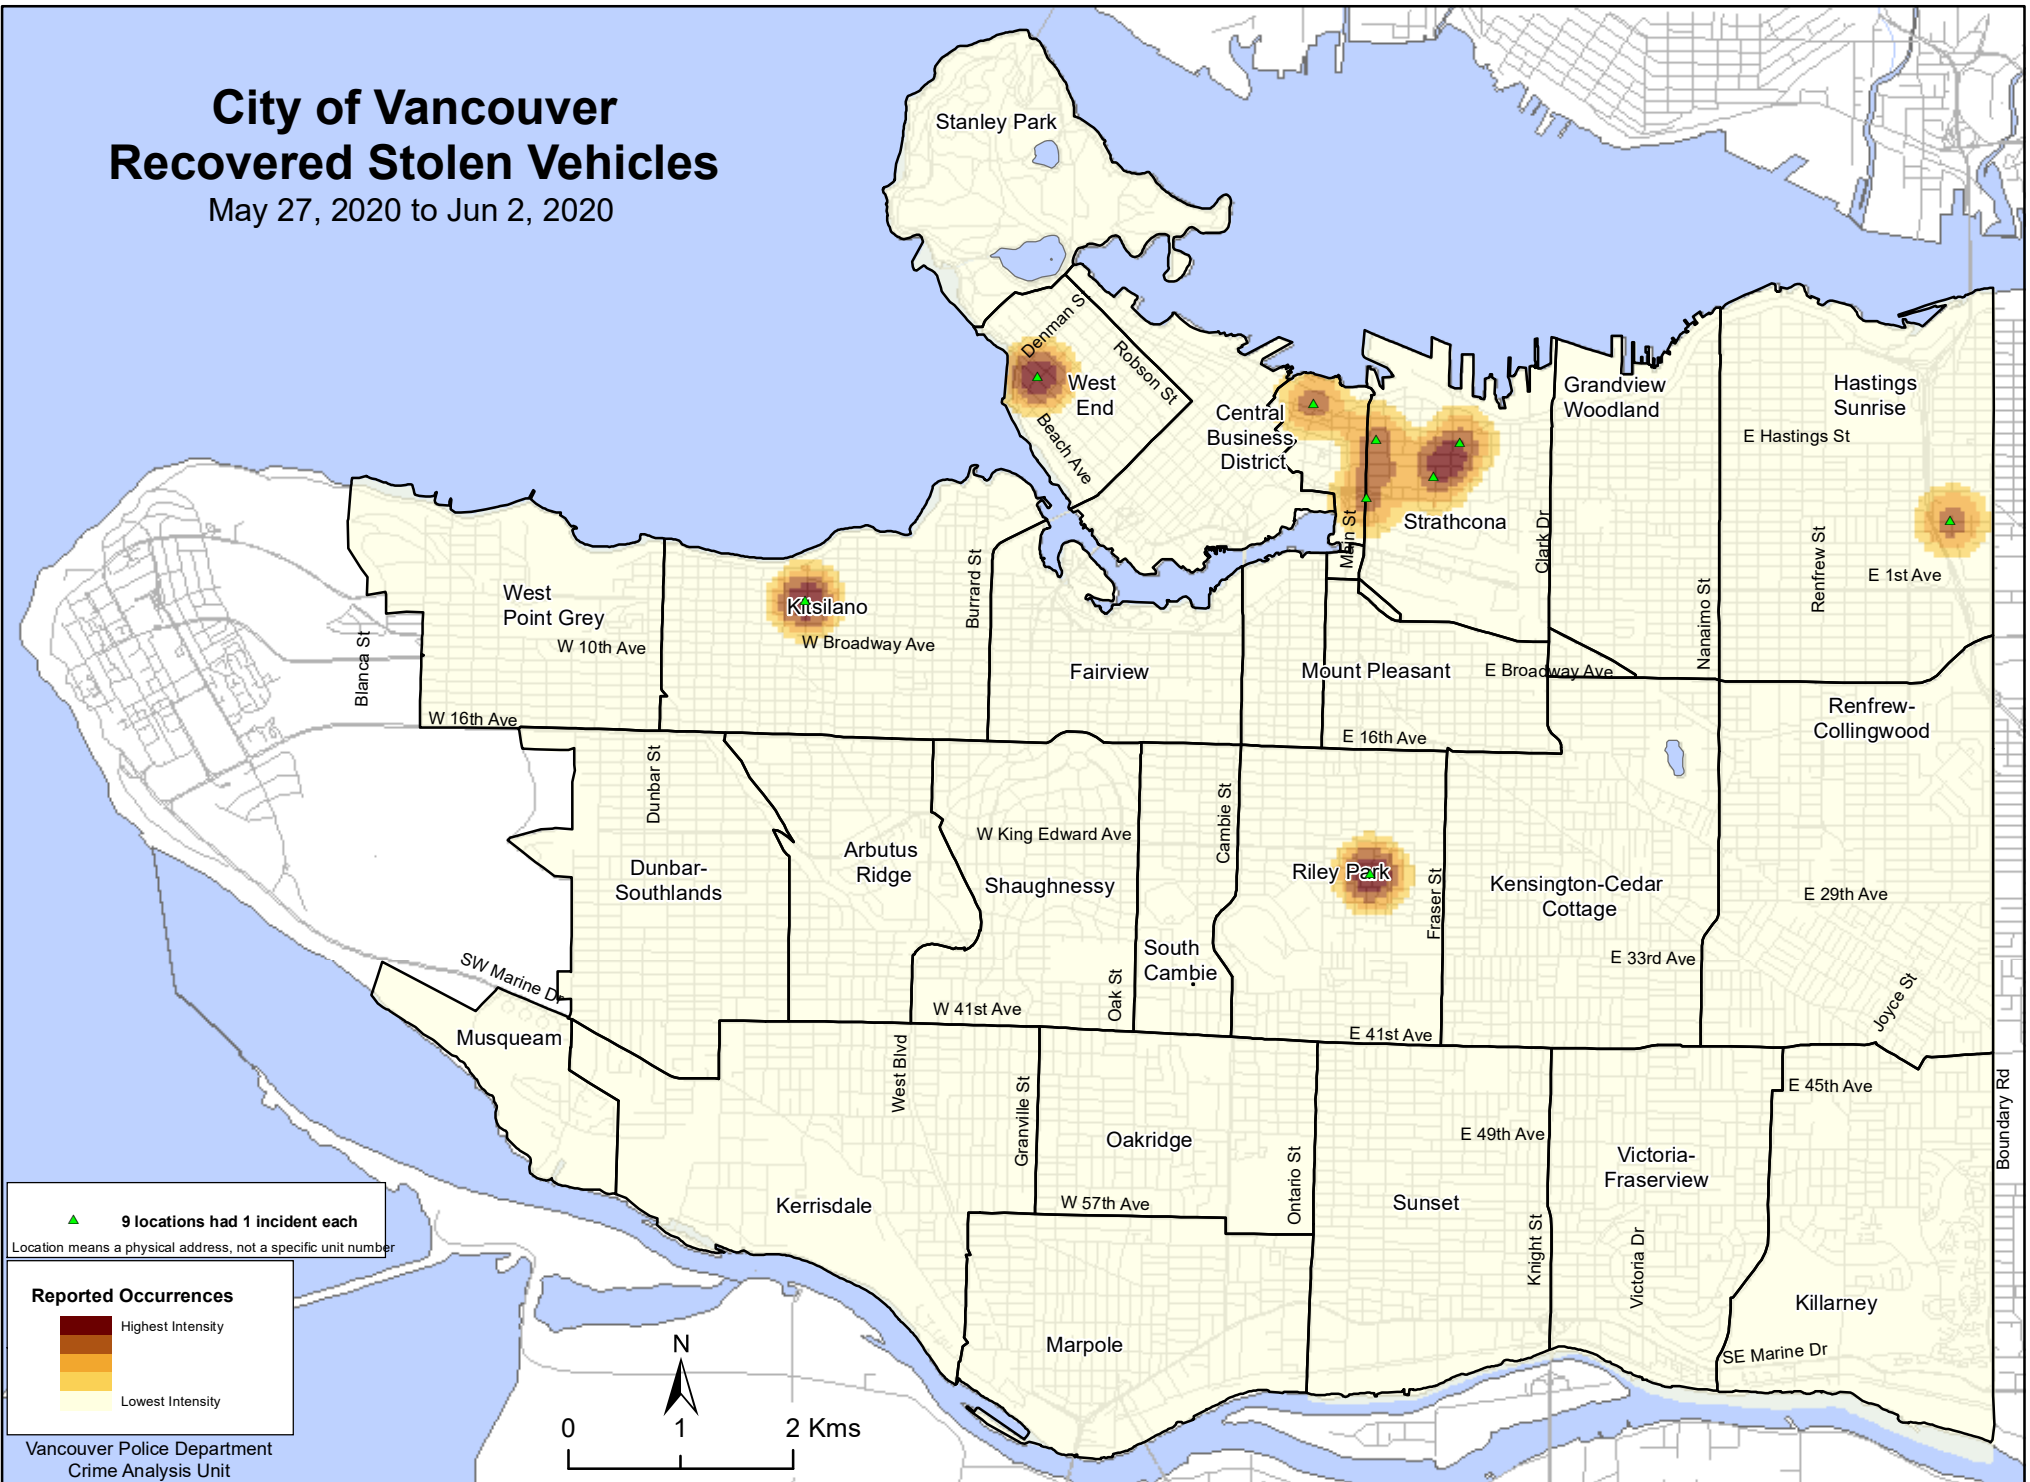 City of Vancouver
Recovered Stolen Vehicles
May 27, 2020 to Jun 2, 2020
Stanley Park
Denman S
Robson St
West
End
Beach Ave
Central
Business
District
Grandview
Woodland
Hastings
Sunrise
E Hastings St
Strathcona
Main St
Clark Dr
Nanaimo St
Renfrew St
E 1st Ave
West
Point Grey
W 10th Ave
Blanca St
W 16th Ave
Kitsilano
W Broadway Ave
Burrard St
Fairview
Mount Pleasant
E Broadway Ave
E 16th Ave
Renfrew-
Collingwood
Dunbar St
Dunbar-
Southlands
Arbutus
Ridge
W King Edward Ave
Shaughnessy
Cambie St
South
Cambie
Oak St
Riley Park
Fraser St
Kensington-Cedar
Cottage
E 29th Ave
E 33rd Ave
Joyce St
SW Marine Dr
Musqueam
W 41st Ave
E 41st Ave
West Blvd
Granville St
Oakridge
Ontario St
E 49th Ave
E 45th Ave
Boundary Rd
Victoria-
Fraserview
Kerrisdale
W 57th Ave
Sunset
Knight St
Victoria Dr
Killarney
SE Marine Dr
Marpole
9 locations had 1 incident each
Location means a physical address, not a specific unit number
Reported Occurrences
Highest Intensity
Lowest Intensity
Vancouver Police Department
Crime Analysis Unit
N
0 1 2 Kms